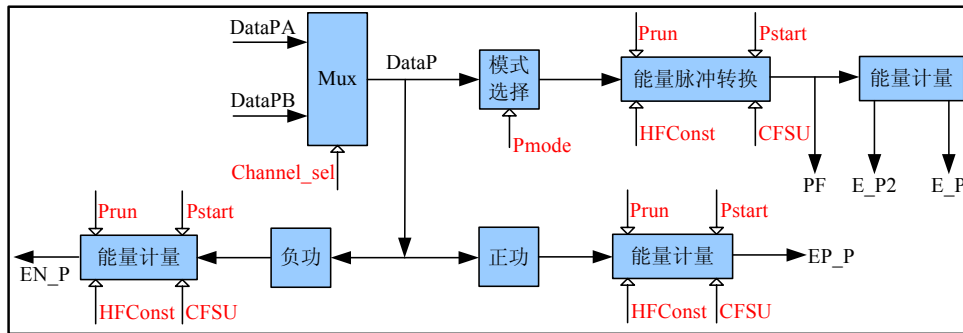 DataPA
DataPB
Mux
Channel_sel
DataP
模式
选择
Pmode
Prun
Pstart
能量脉冲转换
HFConst
CFSU
PF
能量计量
E_P2
E_P
Prun
Pstart
能量计量
HFConst
CFSU
EN_P
负功
正功
Prun
Pstart
能量计量
HFConst
CFSU
EP_P